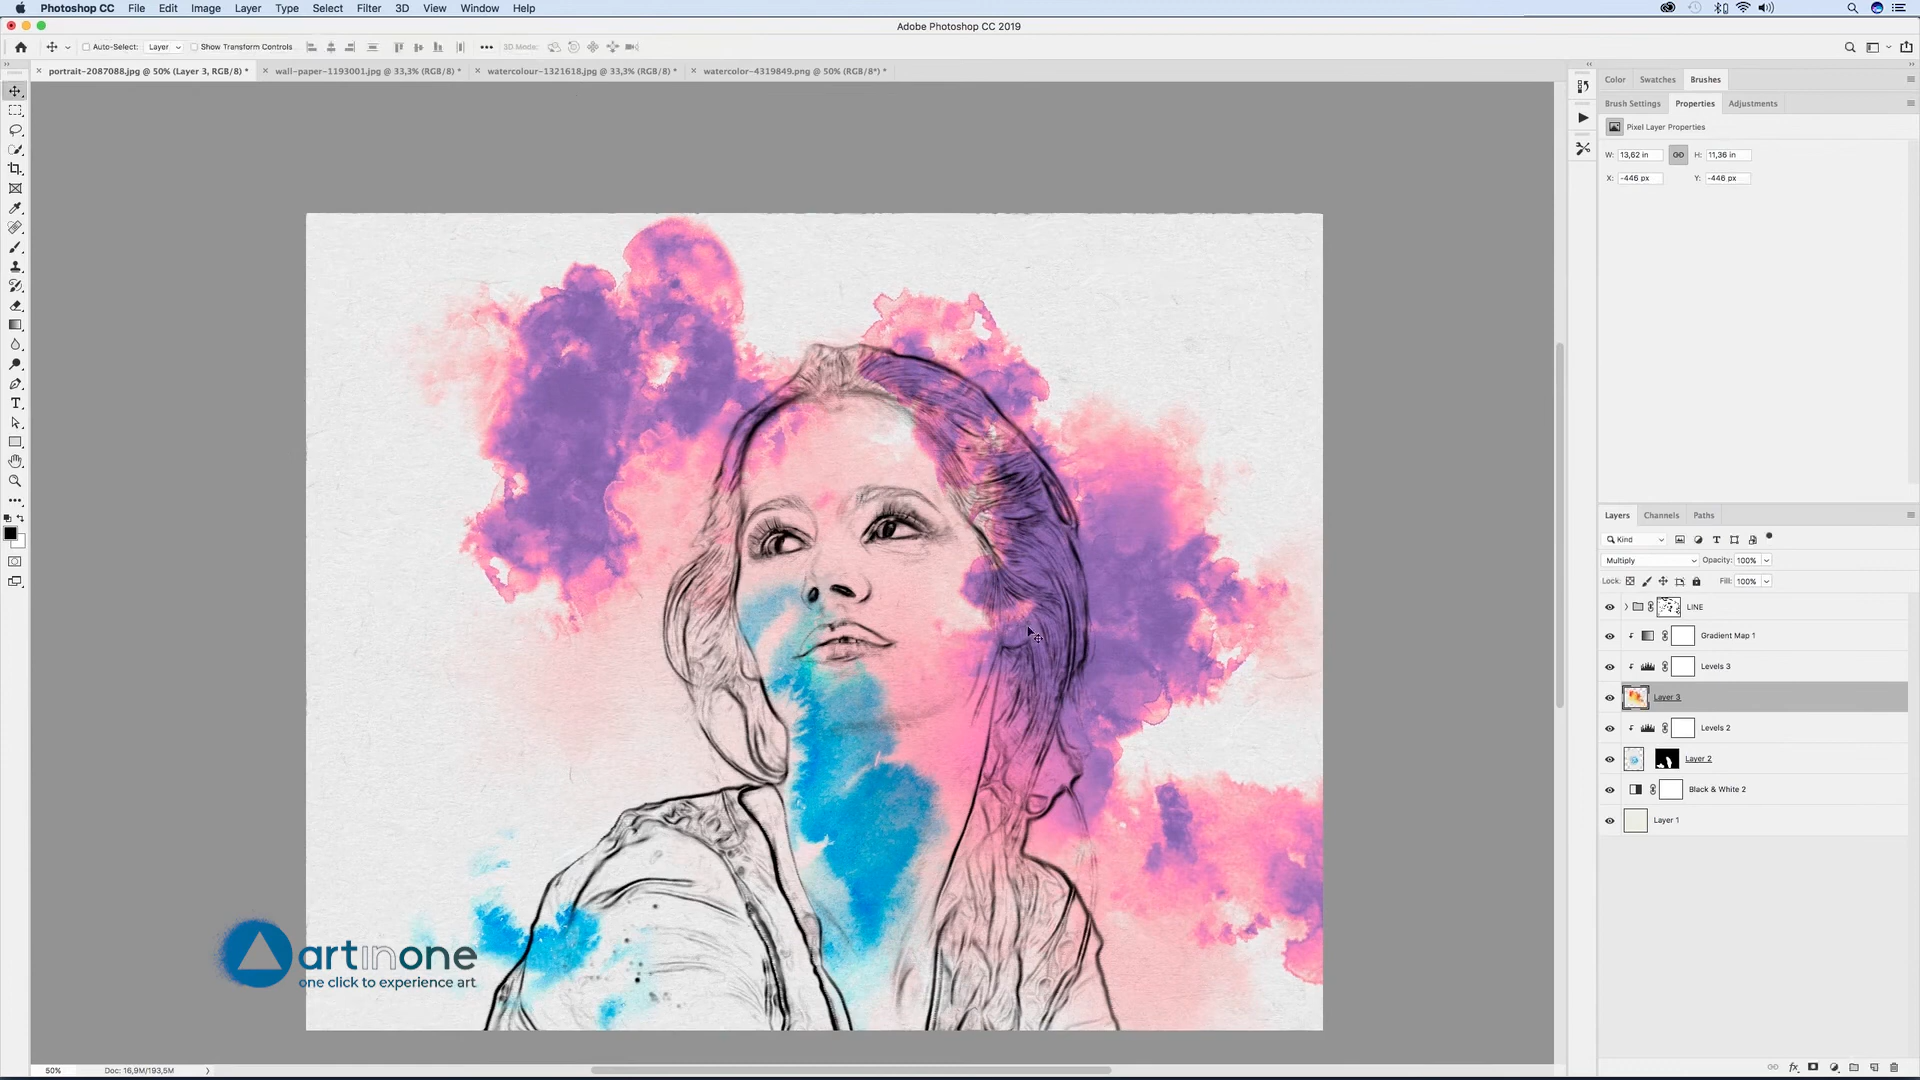 Photoshop CC File Edit Image Layer Type Select Filter 3D View Window Help
Adobe Photoshop CC 2019
Auto-Select: Layer Show Transform Controls 3D Mode:
portrait-2087088.jpg @ 50% (Layer 3, RGB/8) * wall-paper-1193001.jpg @ 33,3% (RGB/8) * watercolour-1321618.jpg @ 33,3% (RGB/8) * watercolor-4319849.png @ 50% (RGB/8*) *
Color Swatches Brushes
Brush Settings Properties Adjustments
Pixel Layer Properties
W: 13,62 in H: 11,36 in
X: -446 px Y: -446 px
Layers Channels Paths
Kind
Multiply Opacity: 100%
Lock: Fill: 100%
LINE
Gradient Map 1
Levels 3
Layer 3
Levels 2
Layer 2
Black & White 2
Layer 1
artinone
one click to experience art
50% Doc: 16,9M/193,5M